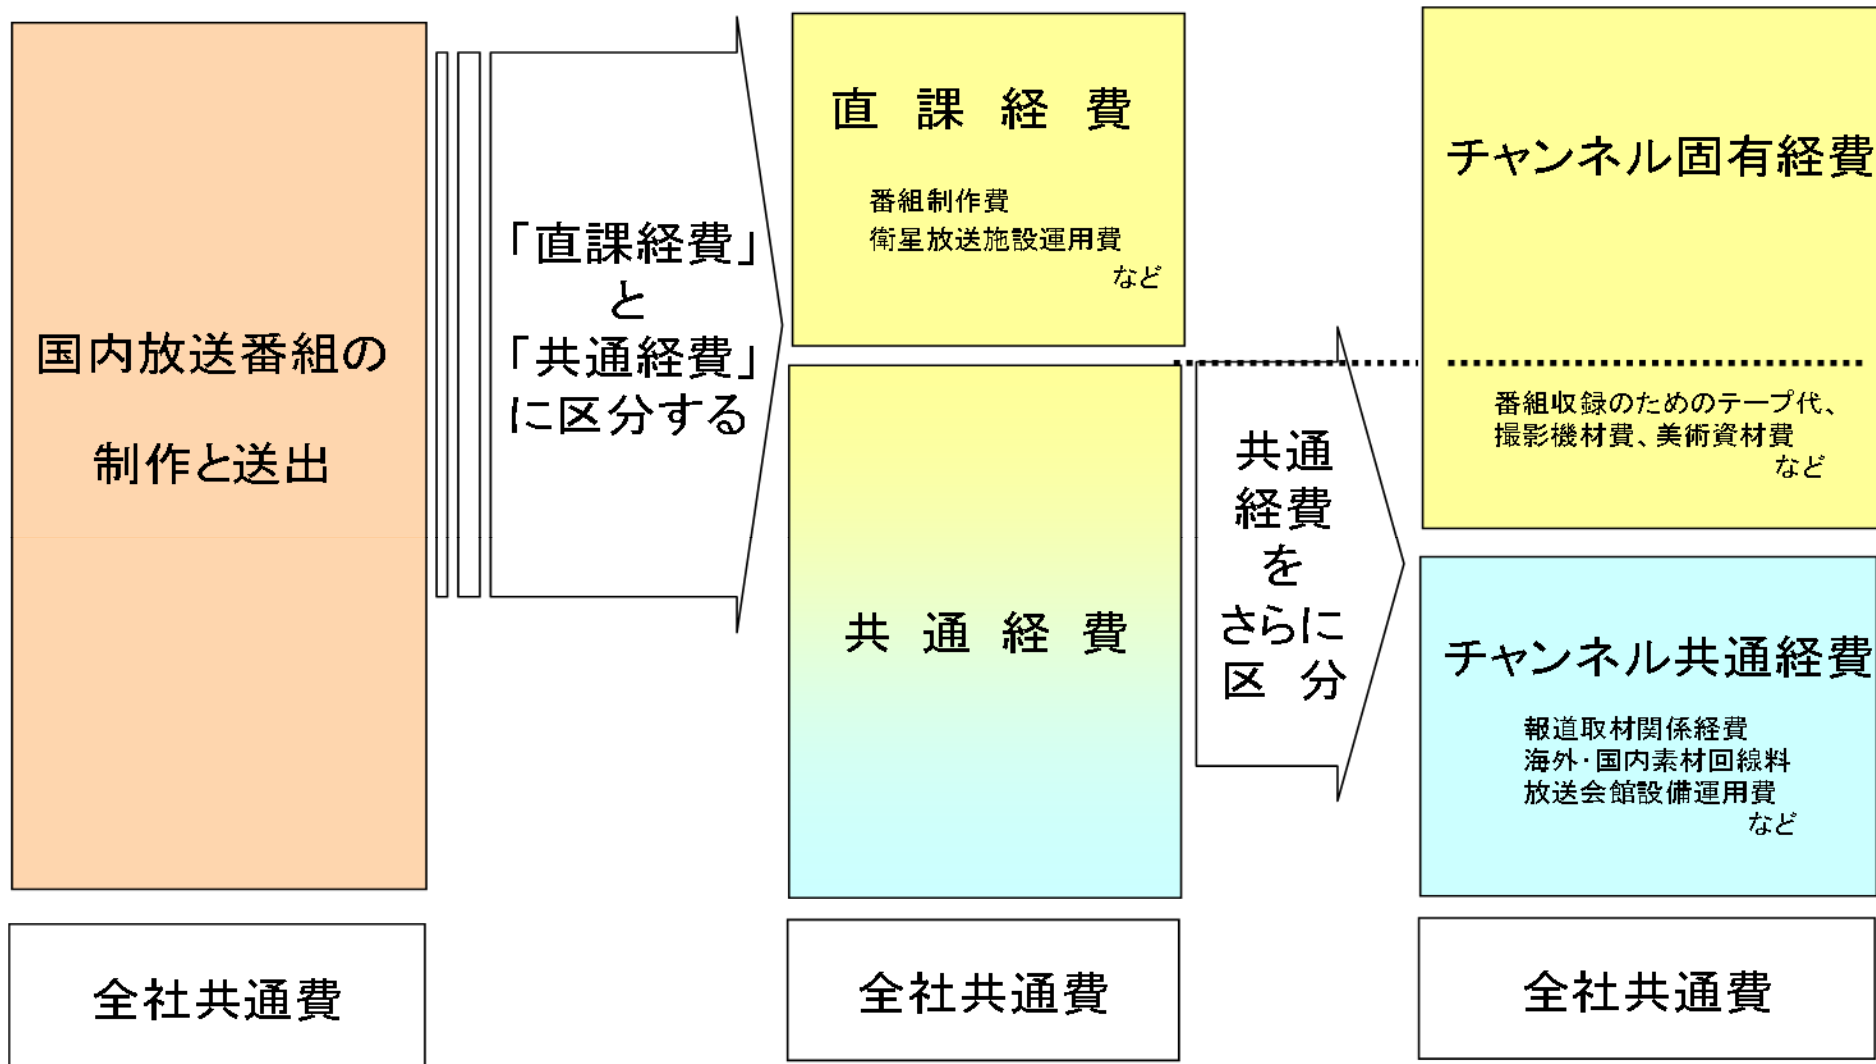 国内放送番組の
制作と送出
全社共通費
「直課経費」
と
「共通経費」
に区分する
直課経費
番組制作費
衛星放送施設運用費
など
共通経費
全社共通費
共通
経費
を
さらに
区分
チャンネル固有経費
番組収録のためのテープ代、
撮影機材費、美術資材費
など
チャンネル共通経費
報道取材関係経費
海外・国内素材回線料
放送会館設備運用費
など
全社共通費